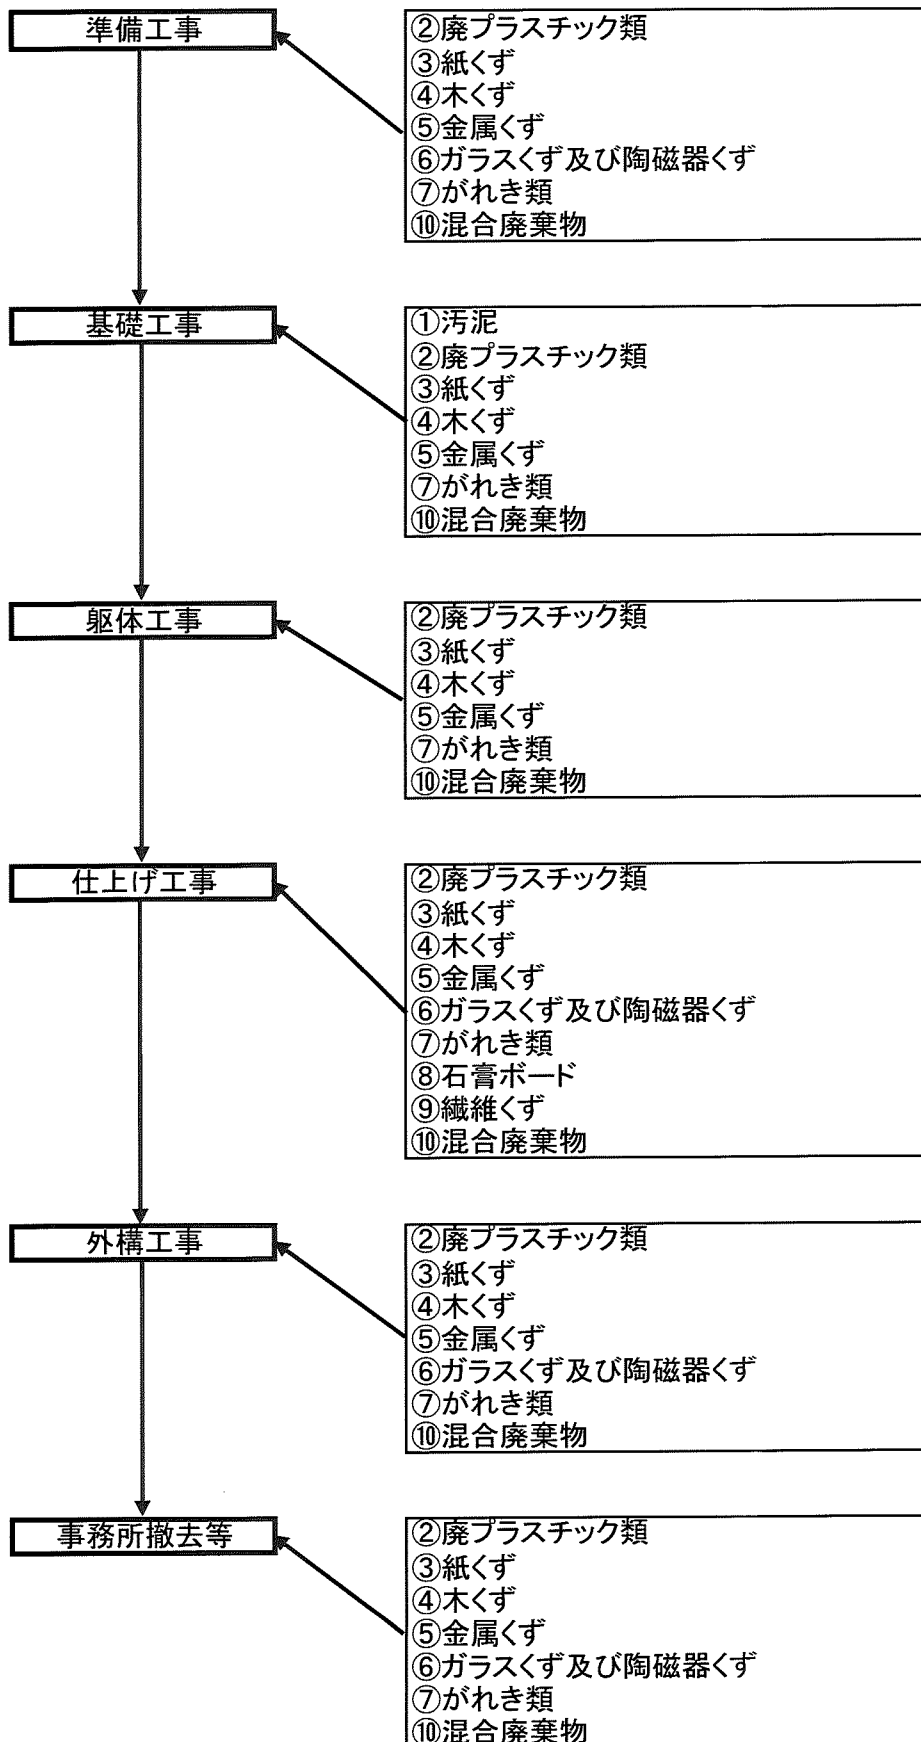 準備工事
②廃プラスチック類
③紙くず
④木くず
⑤金属くず
⑥ガラスくず及び陶磁器くず
⑦がれき類
⑩混合廃棄物
基礎工事
①汚泥
②廃プラスチック類
③紙くず
④木くず
⑤金属くず
⑦がれき類
⑩混合廃棄物
躯体工事
②廃プラスチック類
③紙くず
④木くず
⑤金属くず
⑦がれき類
⑩混合廃棄物
仕上げ工事
②廃プラスチック類
③紙くず
④木くず
⑤金属くず
⑥ガラスくず及び陶磁器くず
⑦がれき類
⑧石膏ボード
⑨繊維くず
⑩混合廃棄物
外構工事
②廃プラスチック類
③紙くず
④木くず
⑤金属くず
⑥ガラスくず及び陶磁器くず
⑦がれき類
⑩混合廃棄物
事務所撤去等
②廃プラスチック類
③紙くず
④木くず
⑤金属くず
⑥ガラスくず及び陶磁器くず
⑦がれき類
⑩混合廃棄物